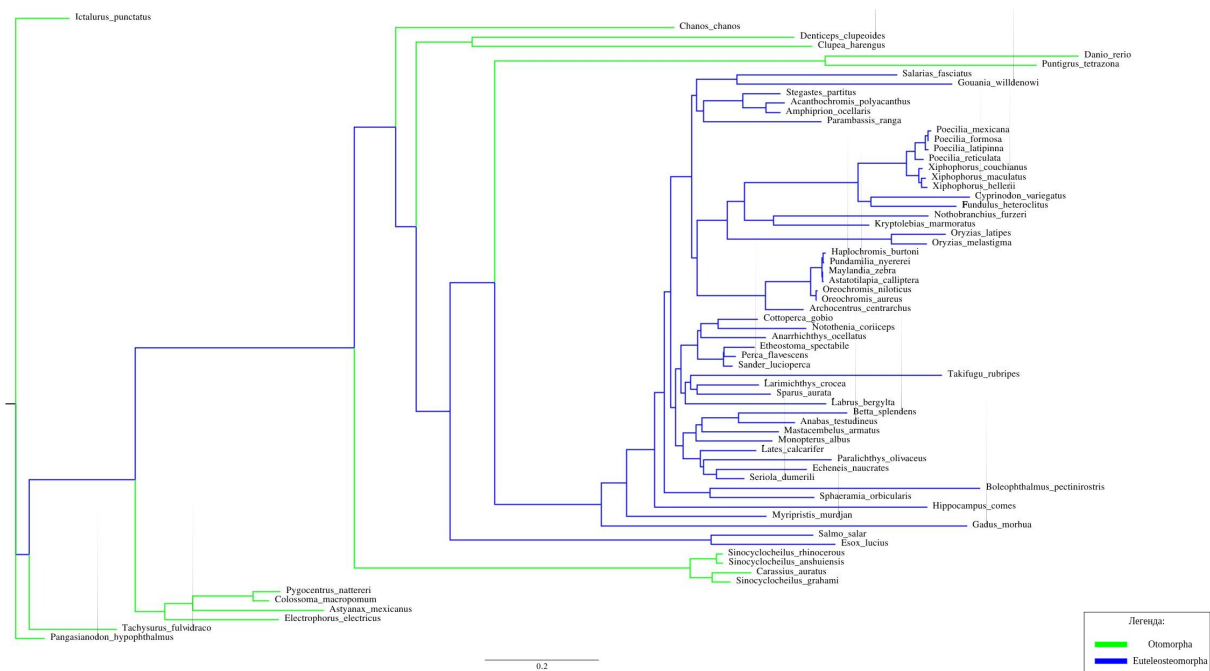 Ictalurus_punctatus
Chanos_chanos
Denticeps_clupeoides
Clupea_harengus
Danio_rerio
Puntigrus_tetrazona
Salarias_fasciatus
Gouania_willdenowi
Stegastes_partitus
Acanthochromis_polyacanthus
Amphiprion_ocellaris
Parambassis_ranga
Poecilia_mexicana
Poecilia_formosa
Poecilia_latipinna
Poecilia_reticulata
Xiphophorus_couchianus
Xiphophorus_maculatus
Xiphophorus_hellerii
Cyprinodon_variegatus
Fundulus_heteroclitus
Nothobranchius_furzeri
Kryptolebias_marmoratus
Oryzias_latipes
Oryzias_melastigma
Haplochromis_burtoni
Pundamilia_nyererei
Maylandia_zebra
Astatotilapia_calliptera
Oreochromis_niloticus
Oreochromis_aureus
Archocentrus_centrarchus
Cottoperca_gobio
Notothenia_coriiceps
Anarrhichthys_ocellatus
Etheostoma_spectabile
Perca_flavescens
Sander_lucioperca
Takifugu_rubripes
Larimichthys_crocea
Sparus_aurata
Labrus_bergylta
Betta_splendens
Anabas_testudineus
Mastacembelus_armatus
Monopterus_albus
Lates_calcarifer
Paralichthys_olivaceus
Echeneis_naucrates
Seriola_dumerili
Boleophthalmus_pectinirostris
Sphaeramia_orbicularis
Hippocampus_comes
Myripristis_murdjan
Gadus_morhua
Salmo_salar
Esox_lucius
Sinocyclocheilus_rhinocerous
Sinocyclocheilus_anshuiensis
Carassius_auratus
Sinocyclocheilus_grahami
Pygocentrus_nattereri
Colossoma_macropomum
Astyanax_mexicanus
Electrophorus_electricus
Tachysurus_fulvidraco
Pangasianodon_hypophthalmus
0.2
Легенда:
Otomorpha
Euteleosteomorpha